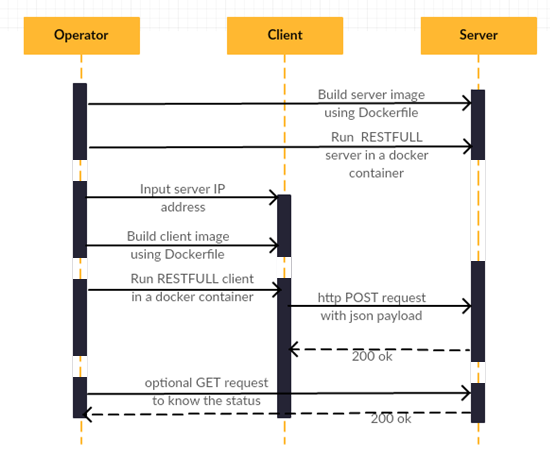 Operator
Client
Server
Build server image
using Dockerfile
Run RESTFULL
server in a docker
container
Input server IP
address
Build client image
using Dockerfile
Run RESTFULL client
in a docker container
http POST request
with json payload
200 ok
optional GET request
to know the status
200 ok